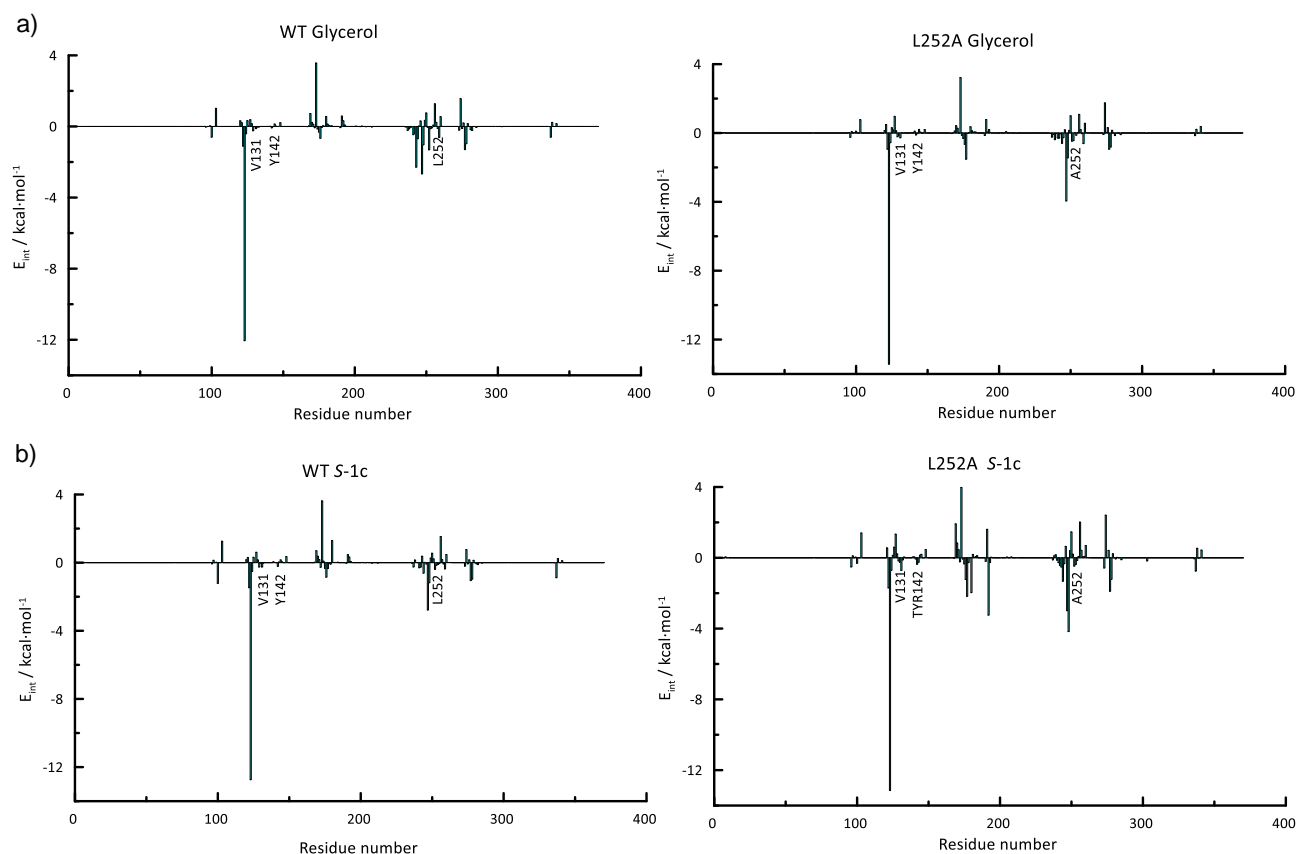 a)
WT Glycerol
4
0
-4
-8
-12
E_int / kcal·mol⁻¹
V131
Y142
L252
0 100 200 300 400
Residue number
L252A Glycerol
4
0
-4
-8
-12
E_int / kcal·mol⁻¹
V131
Y142
A252
0 100 200 300 400
Residue number
b)
WT S-1c
4
0
-4
-8
-12
E_int / kcal·mol⁻¹
V131
Y142
L252
0 100 200 300 400
Residue number
L252A S-1c
4
0
-4
-8
-12
E_int / kcal·mol⁻¹
V131
TYR142
A252
0 100 200 300 400
Residue number